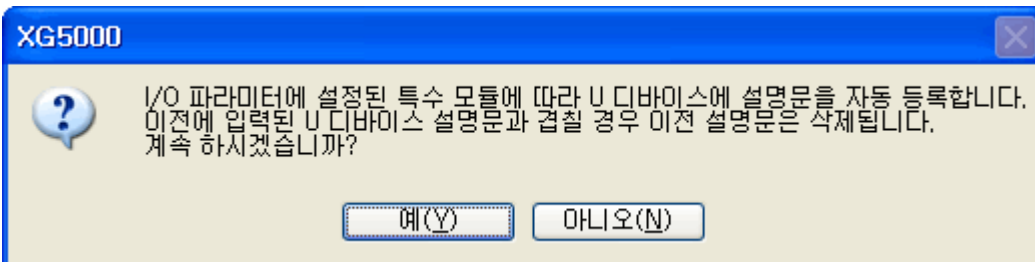 XG5000
I/O 파라미터에 설정된 특수 모듈에 따라 U 디바이스에 설명문을 자동 등록합니다.
이전에 입력된 U 디바이스 설명문과 겹칠 경우 이전 설명문은 삭제됩니다.
계속 하시겠습니까?
예(Y) 아니오(N)